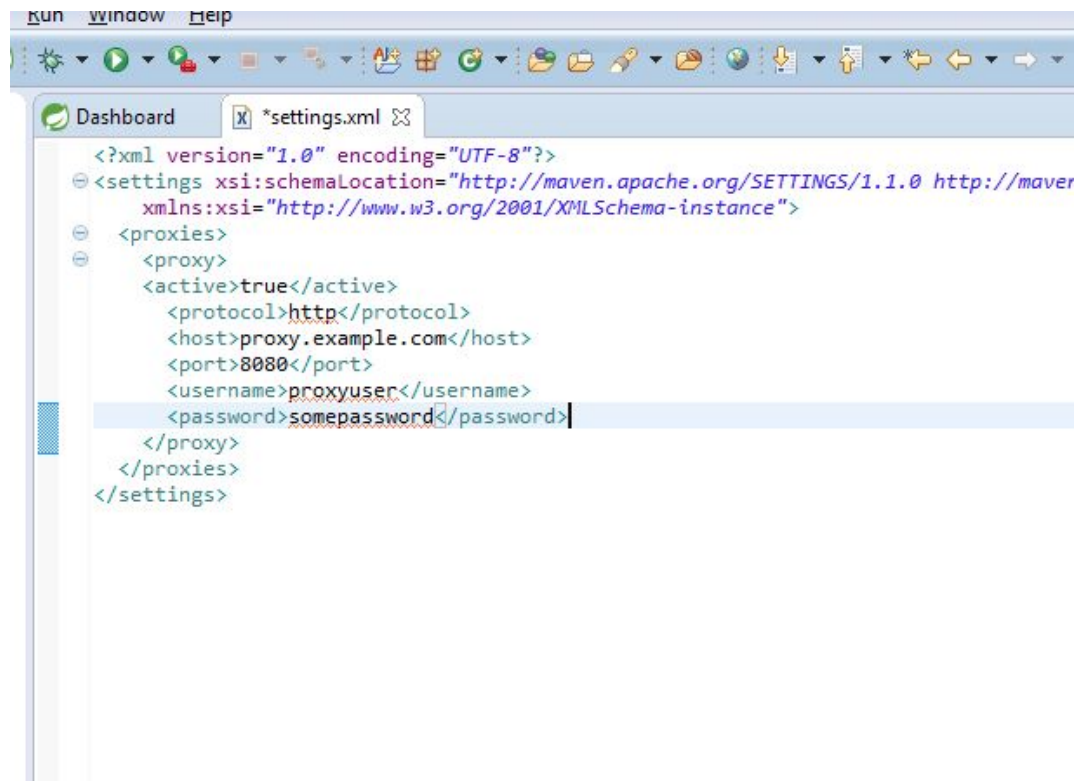 Run Window Help
Dashboard *settings.xml
<?xml version="1.0" encoding="UTF-8"?>
<settings xsi:schemaLocation="http://maven.apache.org/SETTINGS/1.1.0 http://maven
xmlns:xsi="http://www.w3.org/2001/XMLSchema-instance">
<proxies>
<proxy>
<active>true</active>
<protocol>http</protocol>
<host>proxy.example.com</host>
<port>8080</port>
<username>proxyuser</username>
<password>somepassword</password>
</proxy>
</proxies>
</settings>